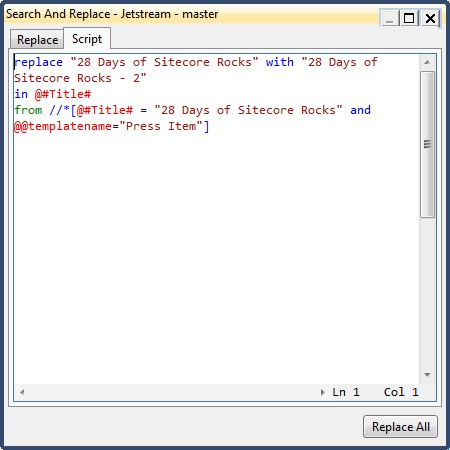 Search And Replace - Jetstream - master
Replace Script
replace "28 Days of Sitecore Rocks" with "28 Days of
Sitecore Rocks - 2"
in @#Title#
from //*[@#Title# = "28 Days of Sitecore Rocks" and
@@templatename="Press Item"]
Ln 1 Col 1
Replace All